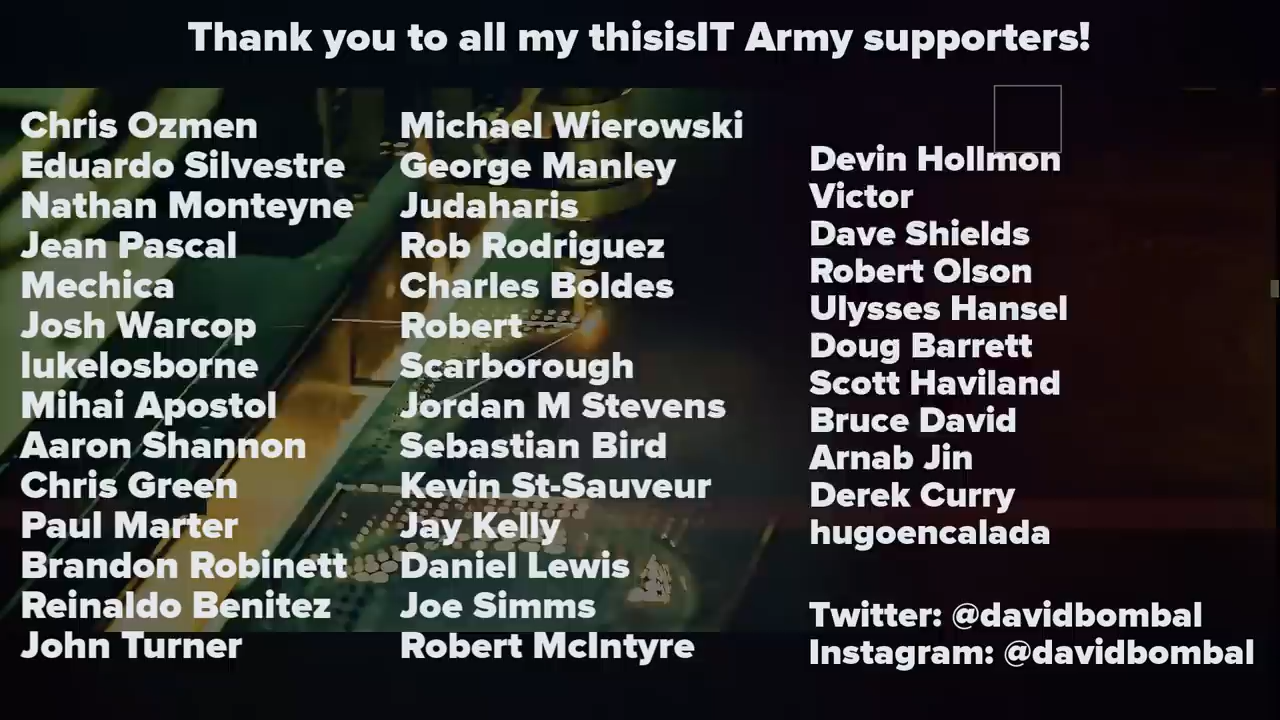 Thank you to all my thisisIT Army supporters!
Chris Ozmen
Eduardo Silvestre
Nathan Monteyne
Jean Pascal
Mechica
Josh Warcop
lukelosborne
Mihai Apostol
Aaron Shannon
Chris Green
Paul Marter
Brandon Robinett
Reinaldo Benitez
John Turner
Michael Wierowski
George Manley
Judaharis
Rob Rodriguez
Charles Boldes
Robert
Scarborough
Jordan M Stevens
Sebastian Bird
Kevin St-Sauveur
Jay Kelly
Daniel Lewis
Joe Simms
Robert McIntyre
Devin Hollmon
Victor
Dave Shields
Robert Olson
Ulysses Hansel
Doug Barrett
Scott Haviland
Bruce David
Arnab Jin
Derek Curry
hugoencalada
Twitter: @davidbombal
Instagram: @davidbombal